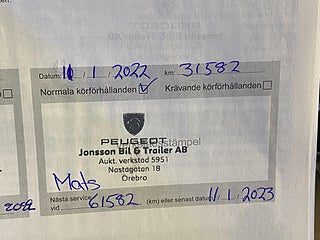 Datum: 11 1 2022 km: 31582
Normala körförhållanden ☑ Krävande körförhållanden ☐
PEUGEOT
Jonsson Bil & Trailer AB
Aukt. verkstad 5951
Nastagatan 18
Örebro
Mats
Nästa service vid 61582 (km) eller senast datum 11 1 2023